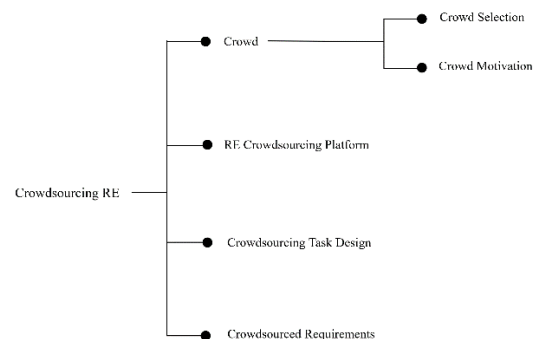 Crowd Selection
Crowd
Crowd Motivation
RE Crowdsourcing Platform
Crowdsourcing RE
Crowdsourcing Task Design
Crowdsourced Requirements